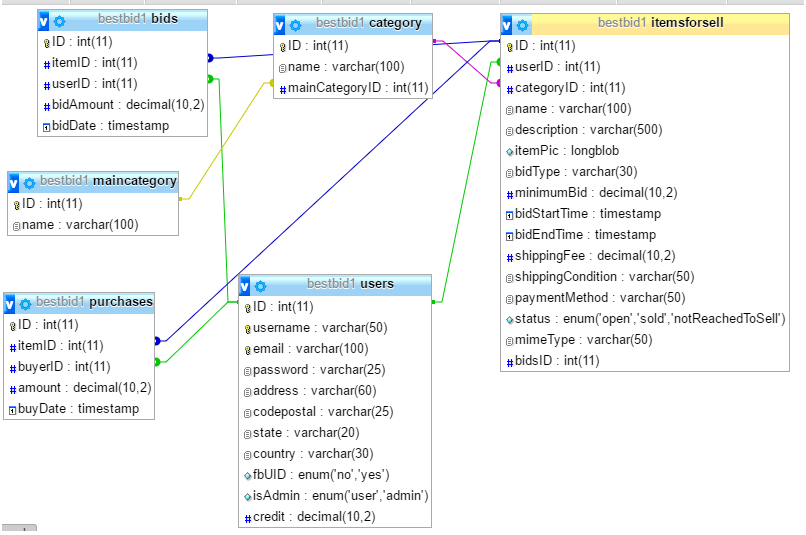 bestbid1 bids
ID : int(11)
itemID : int(11)
userID : int(11)
bidAmount : decimal(10,2)
bidDate : timestamp
bestbid1 category
ID : int(11)
name : varchar(100)
mainCategoryID : int(11)
bestbid1 itemsforsell
ID : int(11)
userID : int(11)
categoryID : int(11)
name : varchar(100)
description : varchar(500)
itemPic : longblob
bidType : varchar(30)
minimumBid : decimal(10,2)
bidStartTime : timestamp
bidEndTime : timestamp
shippingFee : decimal(10,2)
shippingCondition : varchar(50)
paymentMethod : varchar(50)
status : enum('open','sold','notReachedToSell')
mimeType : varchar(50)
bidsID : int(11)
bestbid1 maincategory
ID : int(11)
name : varchar(100)
bestbid1 purchases
ID : int(11)
itemID : int(11)
buyerID : int(11)
amount : decimal(10,2)
buyDate : timestamp
bestbid1 users
ID : int(11)
username : varchar(50)
email : varchar(100)
password : varchar(25)
address : varchar(60)
codepostal : varchar(25)
state : varchar(20)
country : varchar(30)
fbUID : enum('no','yes')
isAdmin : enum('user','admin')
credit : decimal(10,2)